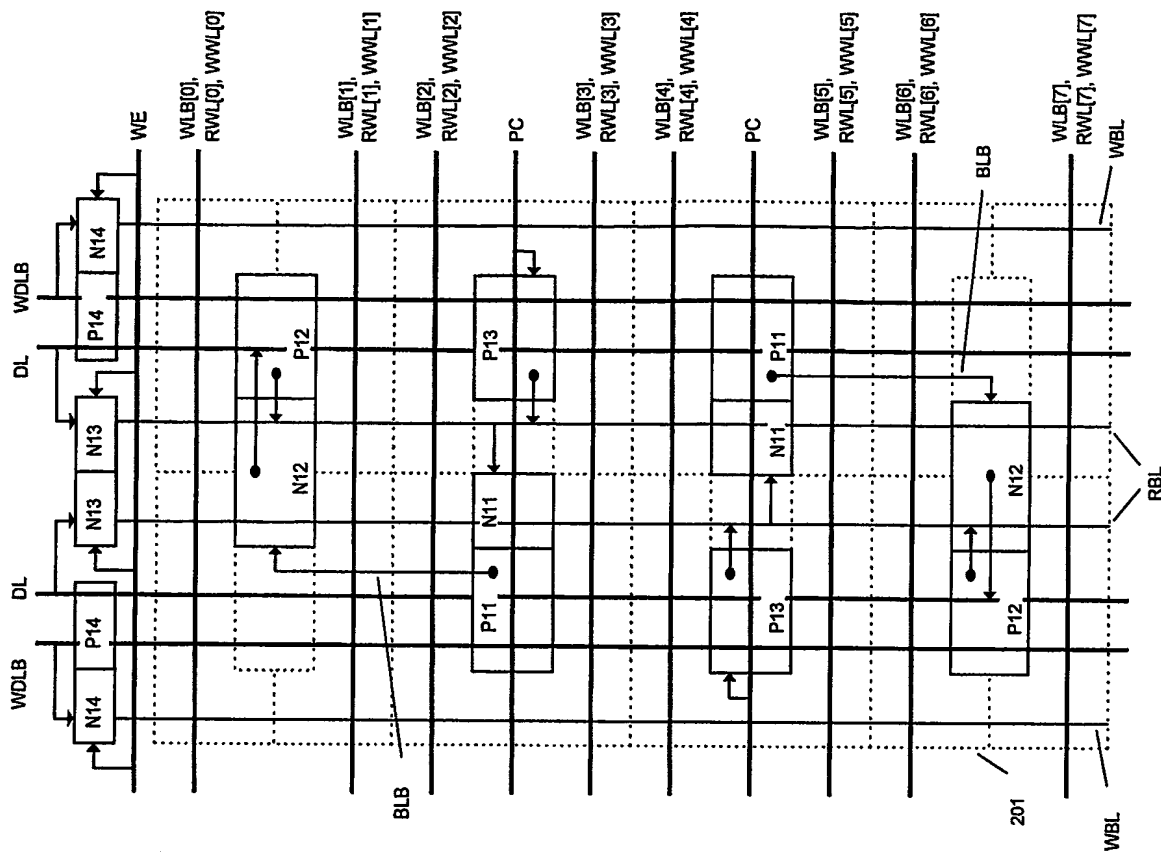 WDLB
DL
DL
WDLB
N14
P14
N13
N13
P14
N14
WE
WLB[0],
RWL[0], WWL[0]
N12
P12
WLB[1],
RWL[1], WWL[1]
WLB[2],
RWL[2], WWL[2]
BLB
P11
N11
P13
PC
WLB[3],
RWL[3], WWL[3]
WLB[4],
RWL[4], WWL[4]
P13
N11
P11
PC
WLB[5],
RWL[5], WWL[5]
WLB[6],
RWL[6], WWL[6]
BLB
P12
N12
201
WLB[7],
RWL[7], WWL[7]
WBL
RBL
WBL